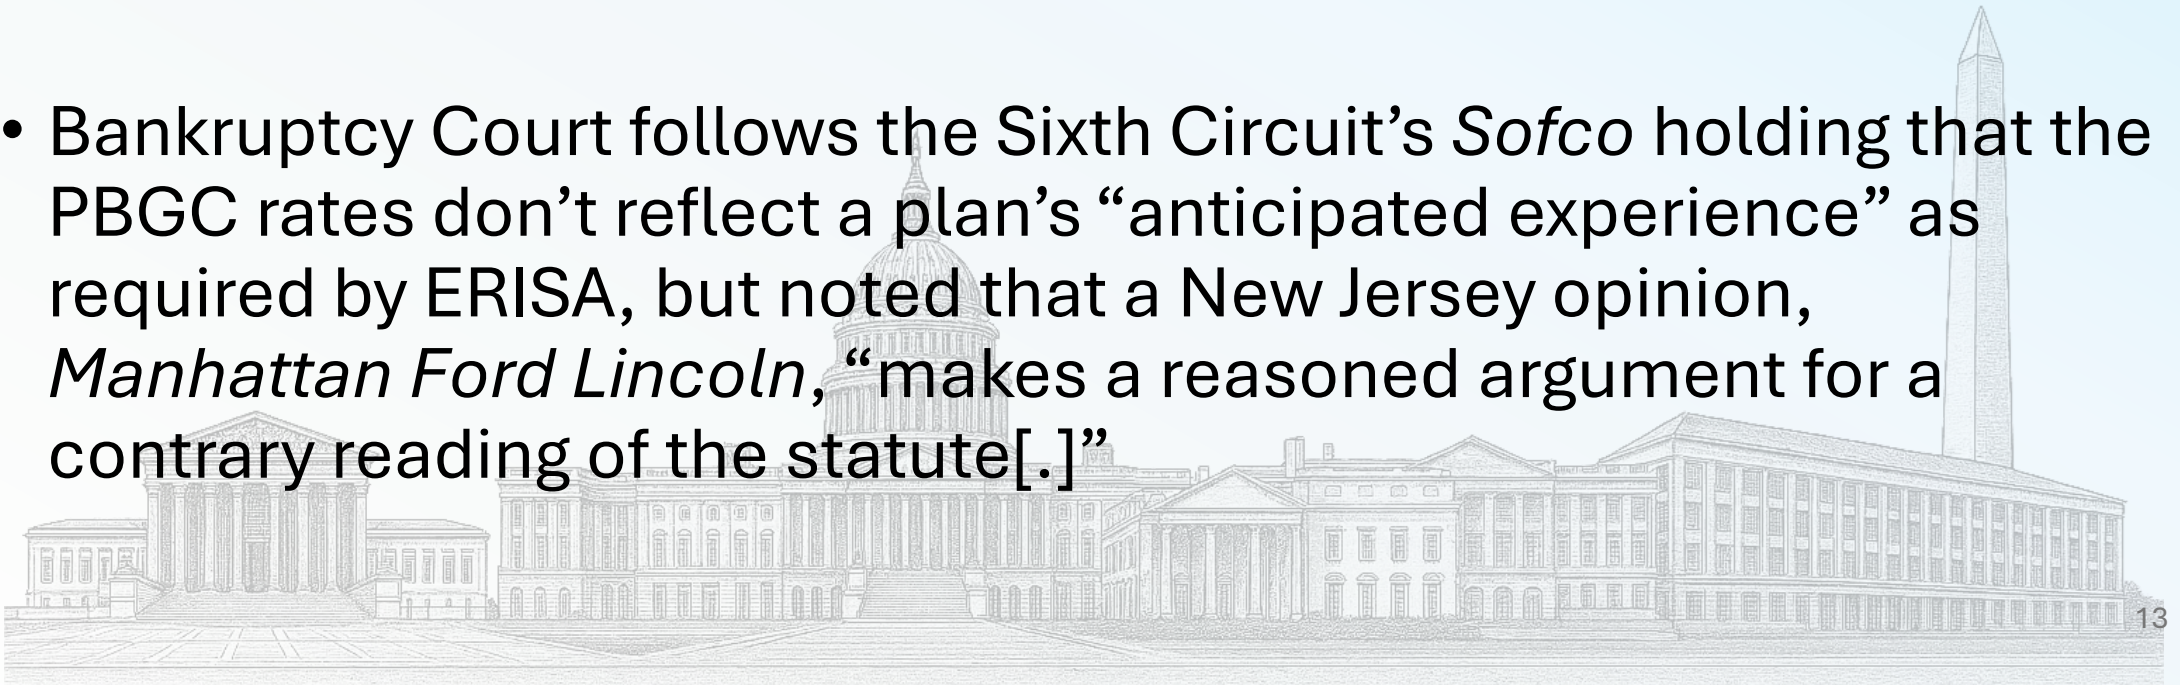 • Bankruptcy Court follows the Sixth Circuit’s Sofco holding that the
PBGC rates don’t reflect a plan’s “anticipated experience” as
required by ERISA, but noted that a New Jersey opinion,
Manhattan Ford Lincoln, “makes a reasoned argument for a
contrary reading of the statute[.]”
13